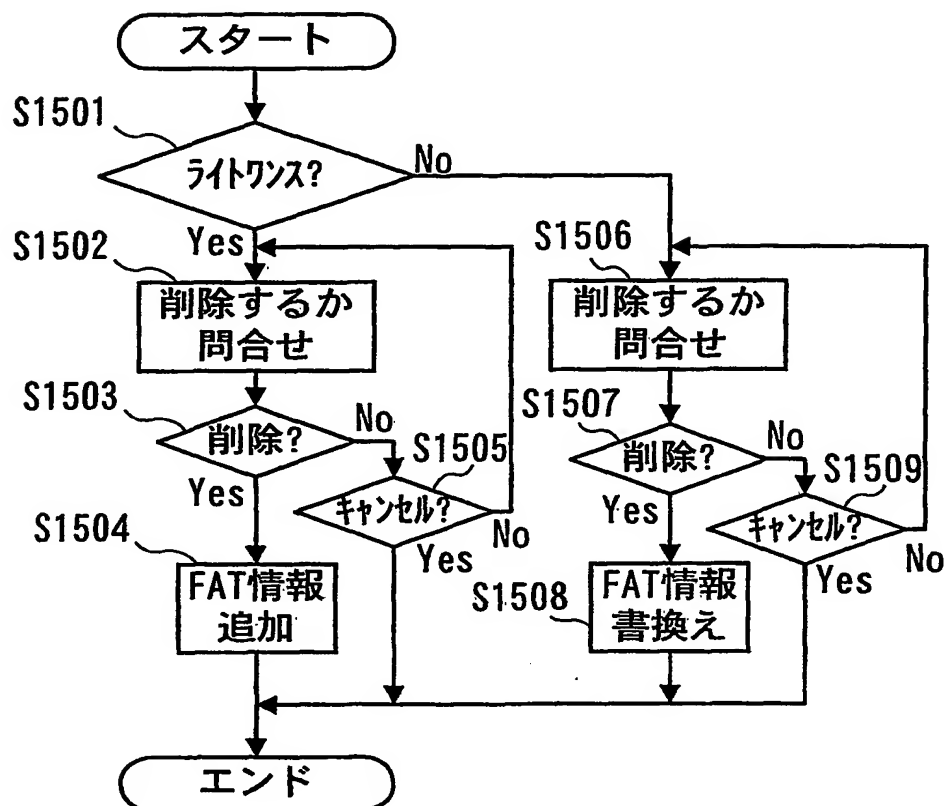 スタート
S1501
ライトワンス?
No
Yes
S1502
削除するか
問合せ
S1503
削除?
No
Yes
S1505
キャンセル?
No
Yes
S1504
FAT情報
追加
S1506
削除するか
問合せ
S1507
削除?
No
Yes
S1509
キャンセル?
No
Yes
S1508
FAT情報
書換え
エンド